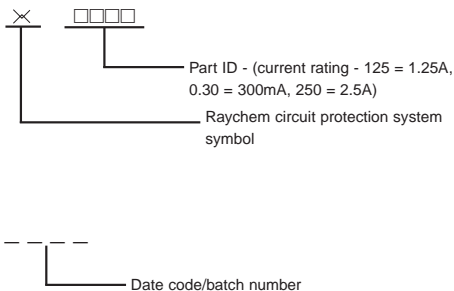 Part ID - (current rating - 125 = 1.25A,
0.30 = 300mA, 250 = 2.5A)
Raychem circuit protection system
symbol
Date code/batch number